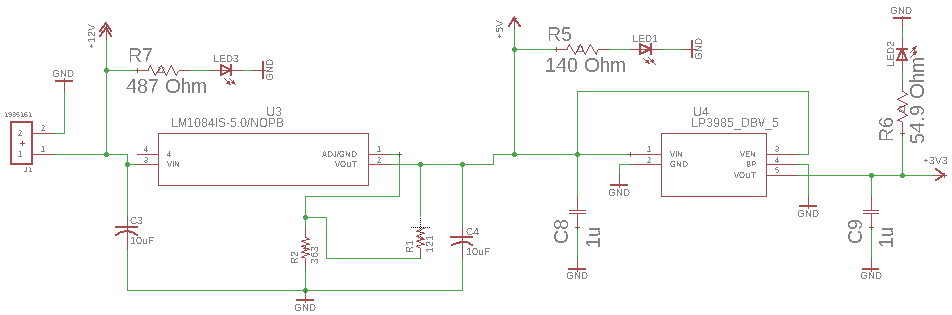 +12V
R7
487 Ohm
LED3
GND
GND
1935161
2
2
+
1
1
J1
U3
LM1084IS-5.0/NOPB
4
4
3
VIN
ADJ/GND
1
VOUT
2
C3
10uF
R2
363
R1
121
C4
10uF
GND
+5V
R5
140 Ohm
LED1
GND
U4
LP3985_DBV_5
1
VIN
2
GND
VEN
3
BP
4
VOUT
5
GND
GND
C8
1u
GND
C9
1u
GND
GND
LED2
R6
54.9 Ohm
+3V3